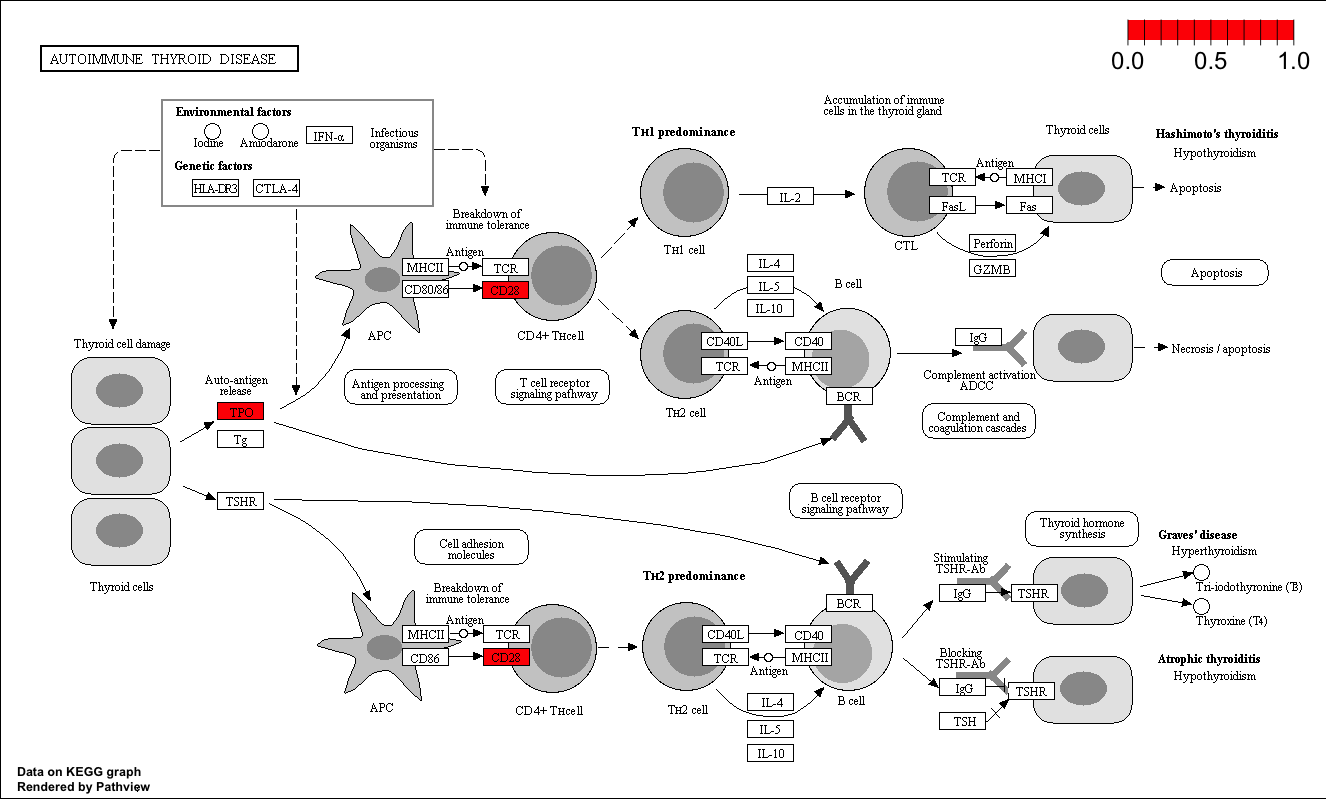 AUTOIMMUNE THYROID DISEASE
0.0 0.5 1.0
Environmental factors
Iodine
Amiodarone
IFN-α
Infectious
organisms
Genetic factors
HLA-DR3
CTLA-4
TH1 predominance
Accumulation of immune
cells in the thyroid gland
Thyroid cells
Hashimoto's thyroiditis
Hypothyroidism
Antigen
TCR
MHCI
FasL
Fas
Apoptosis
IL-2
TH1 cell
CTL
Perforin
GZMB
Apoptosis
Breakdown of
immune tolerance
Antigen
MHCII
TCR
CD80/86
CD28
APC
CD4+ TH cell
IL-4
IL-5
IL-10
B cell
CD40L
CD40
TCR
MHCII
Antigen
TH2 cell
BCR
IgG
Complement activation
ADCC
Necrosis / apoptosis
Thyroid cell damage
Auto-antigen
release
TPO
Tg
TSHR
Thyroid cells
Antigen processing
and presentation
T cell receptor
signaling pathway
Complement and
coagulation cascades
B cell receptor
signaling pathway
Cell adhesion
molecules
Thyroid hormone
synthesis
Breakdown of
immune tolerance
Antigen
MHCII
TCR
CD86
CD28
APC
CD4+ TH cell
TH2 predominance
BCR
CD40L
CD40
TCR
MHCII
Antigen
TH2 cell
B cell
IL-4
IL-5
IL-10
Stimulating
TSHR-Ab
IgG
TSHR
Graves' disease
Hyperthyroidism
Tri-iodothyronine (T3)
Thyroxine (T4)
Blocking
TSHR-Ab
IgG
TSHR
TSH
Atrophic thyroiditis
Hypothyroidism
Data on KEGG graph
Rendered by Pathview